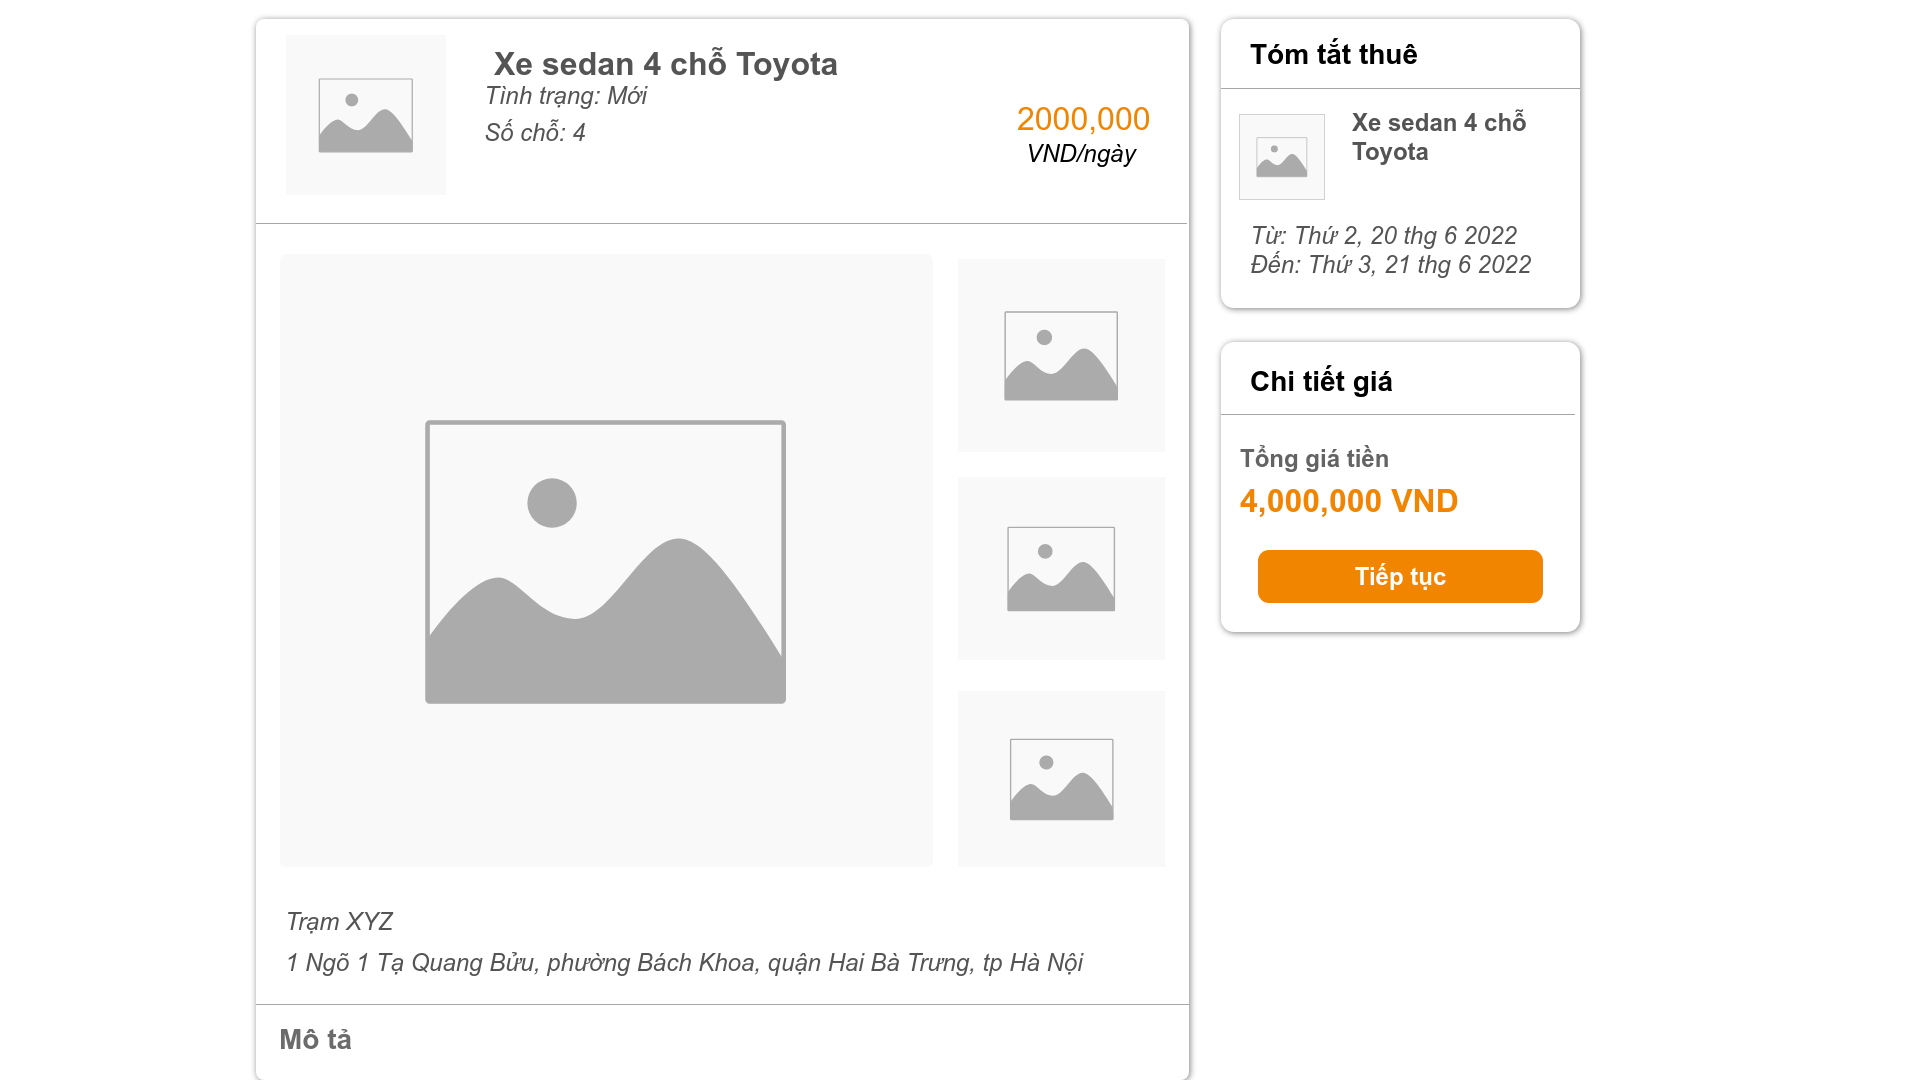 Xe sedan 4 chỗ Toyota
Tình trạng: Mới
Số chỗ: 4
2000,000
VND/ngày
Trạm XYZ
1 Ngõ 1 Tạ Quang Bửu, phường Bách Khoa, quận Hai Bà Trưng, tp Hà Nội
Mô tả
Tóm tắt thuê
Xe sedan 4 chỗ
Toyota
Từ: Thứ 2, 20 thg 6 2022
Đến: Thứ 3, 21 thg 6 2022
Chi tiết giá
Tổng giá tiền
4,000,000 VND
Tiếp tục